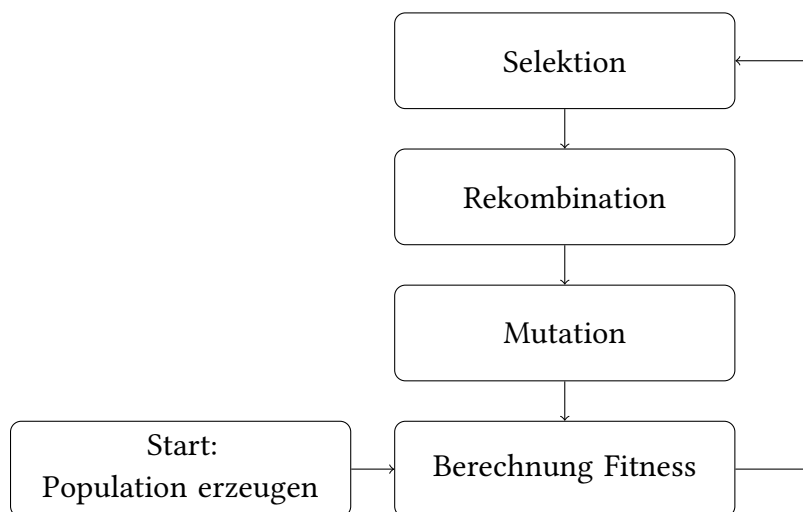 Selektion
Rekombination
Mutation
Start:
Population erzeugen
Berechnung Fitness